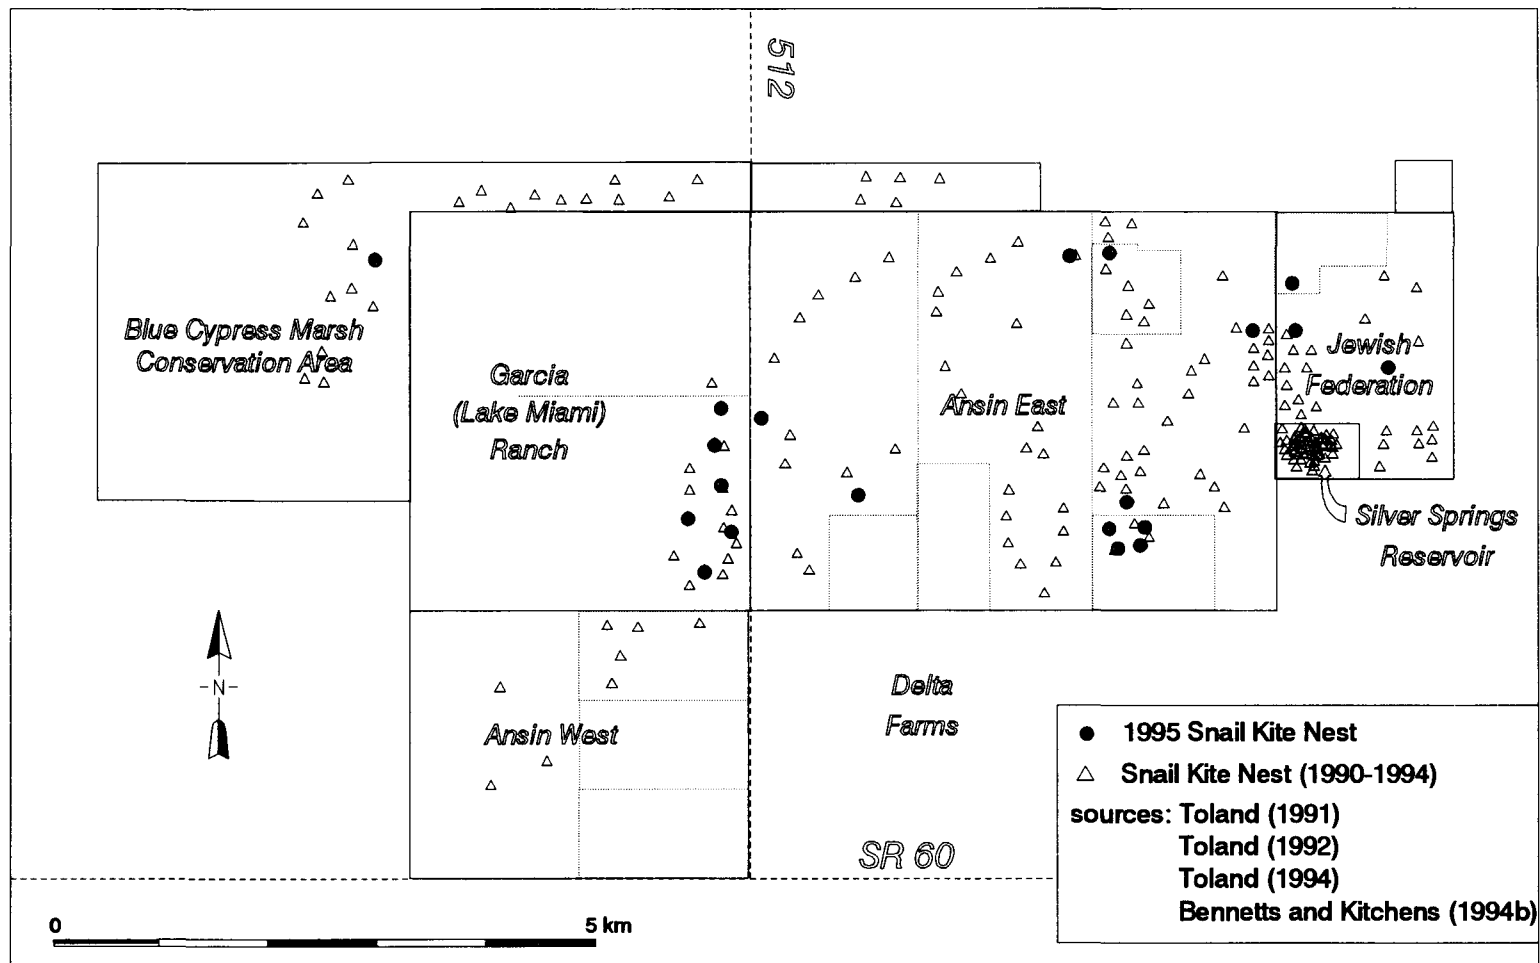 512
Blue Cypress Marsh
Conservation Area
Garcia
(Lake Miami)
Ranch
Ansin East
Jewish
Federation
Silver Springs
Reservoir
-N-
Ansin West
Delta
Farms
SR 60
0
5 km
1995 Snail Kite Nest
Snail Kite Nest (1990-1994)
sources: Toland (1991)
Toland (1992)
Toland (1994)
Bennetts and Kitchens (1994b)